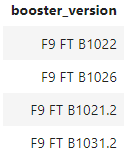 booster_version
F9 FT B1022
F9 FT B1026
F9 FT B1021.2
F9 FT B1031.2